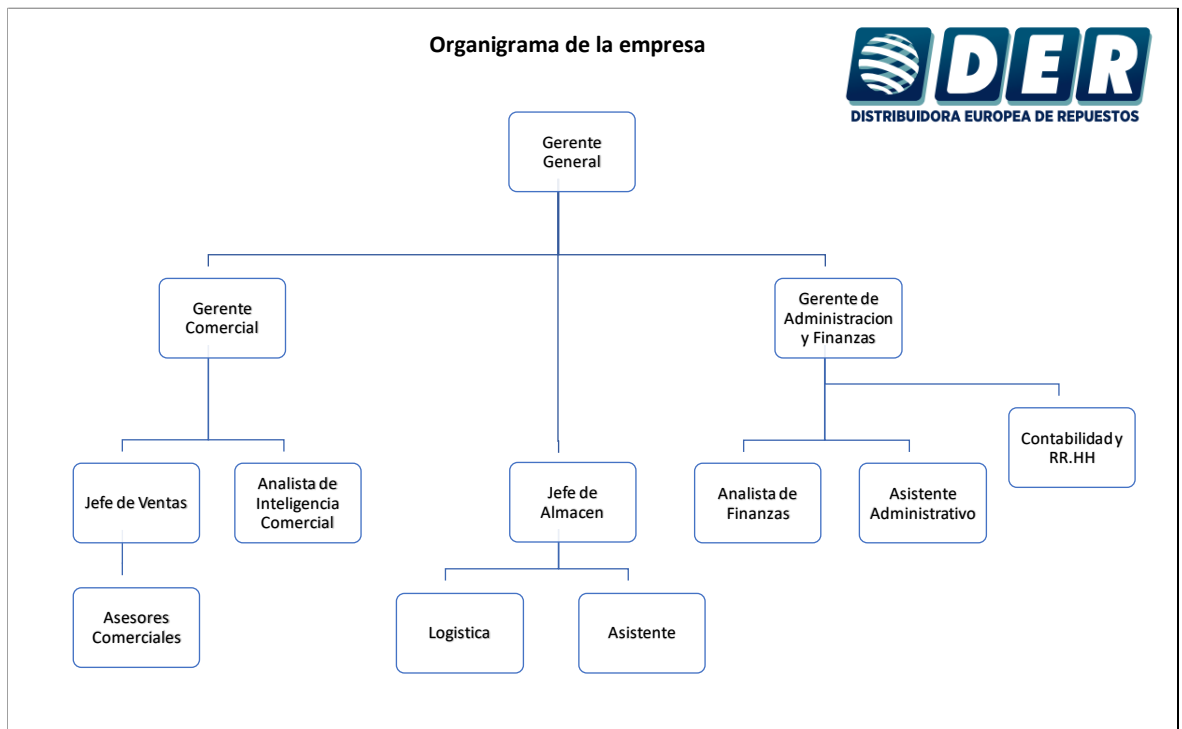 Organigrama de la empresa
DER
DISTRIBUIDORA EUROPEA DE REPUESTOS
Gerente
General
Gerente
Comercial
Gerente de
Administracion
y Finanzas
Contabilidad y
RR.HH
Jefe de Ventas
Analista de
Inteligencia
Comercial
Jefe de
Almacen
Analista de
Finanzas
Asistente
Administrativo
Asesores
Comerciales
Logistica
Asistente